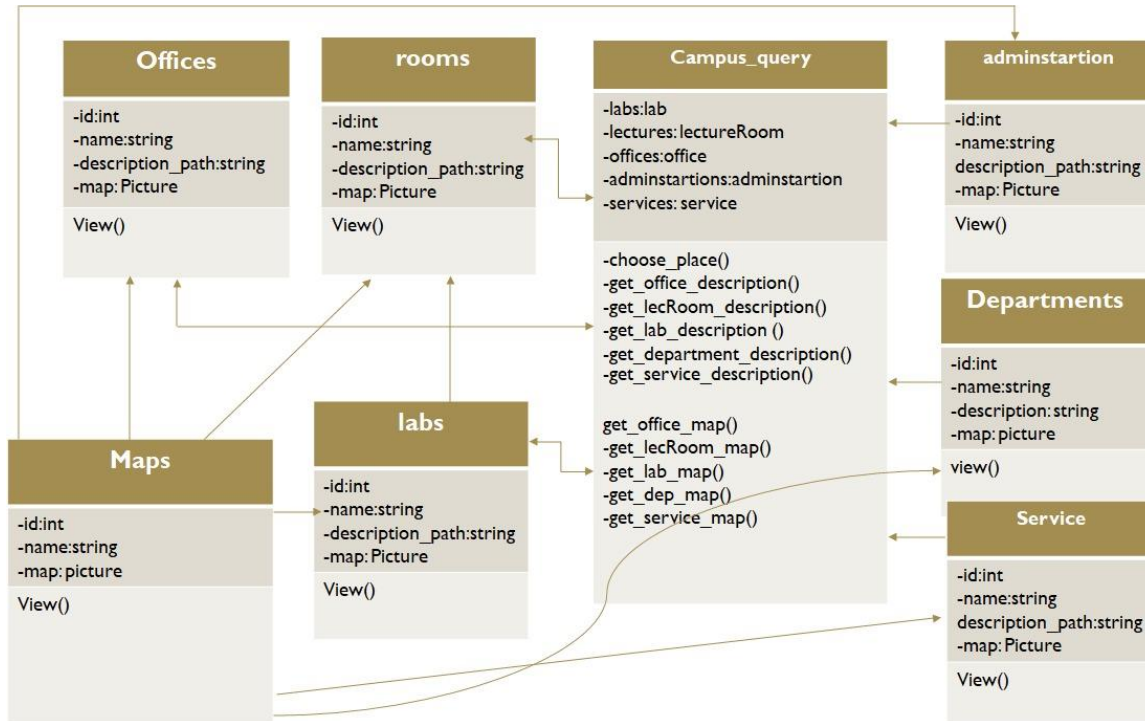 Offices
-id:int
-name:string
-description_path:string
-map: Picture
View()
rooms
-id:int
-name:string
-description_path:string
-map: Picture
View()
Campus_query
-labs:lab
-lectures: lectureRoom
-offices:office
-adminstartions:adminstartion
-services: service
-choose_place()
-get_office_description()
-get_lecRoom_description()
-get_lab_description ()
-get_department_description()
-get_service_description()
get_office_map()
-get_lecRoom_map()
-get_lab_map()
-get_dep_map()
-get_service_map()
adminstartion
-id:int
-name:string
description_path:string
-map: Picture
View()
Departments
-id:int
-name:string
-description: string
-map: picture
view()
Maps
-id:int
-name:string
-map: picture
View()
labs
-id:int
-name:string
-description_path:string
-map: Picture
View()
Service
-id:int
-name:string
description_path:string
-map: Picture
View()